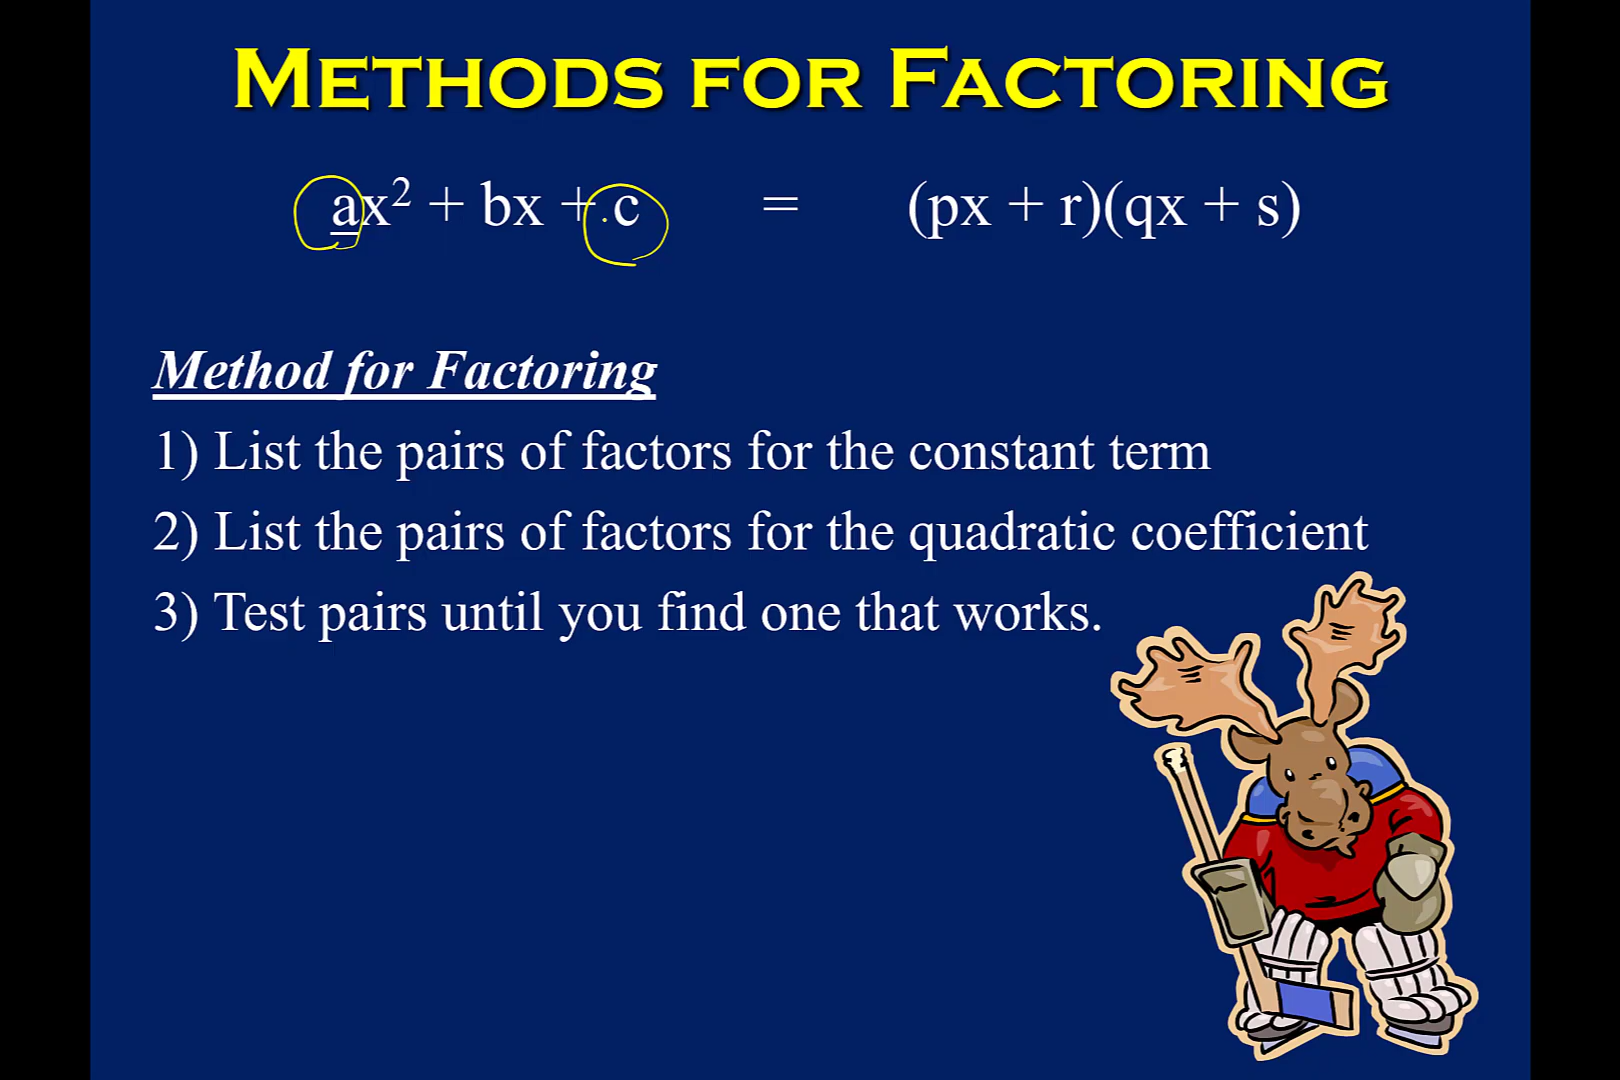 METHODS FOR FACTORING
ax² + bx + c = (px + r)(qx + s)
Method for Factoring
1) List the pairs of factors for the constant term
2) List the pairs of factors for the quadratic coefficient
3) Test pairs until you find one that works.